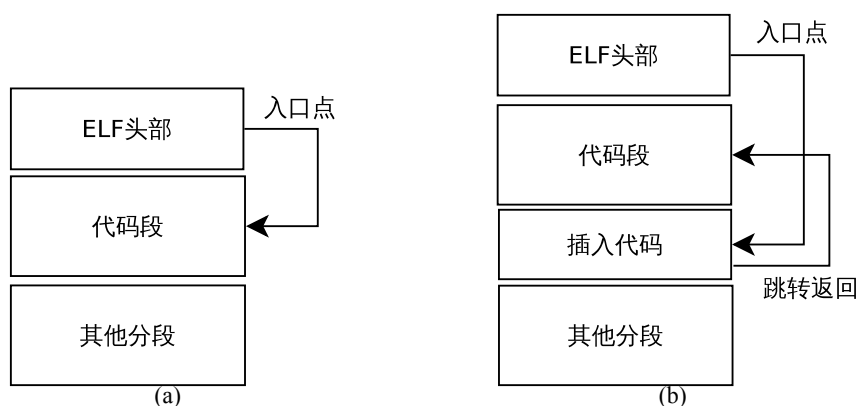 入口点
ELF头部
代码段
其他分段
(a)
入口点
ELF头部
代码段
插入代码
跳转返回
其他分段
(b)